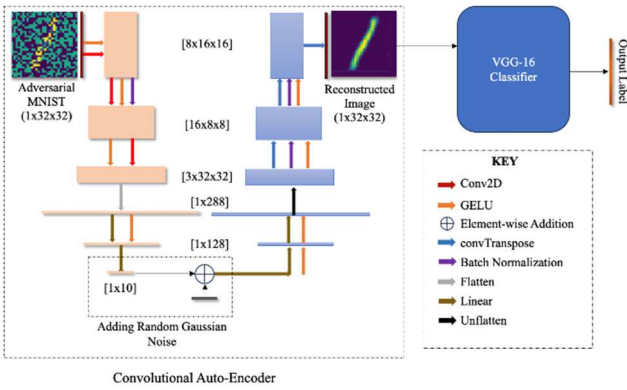 Adversarial
MNIST
(1x32x32)
[8x16x16]
[16x8x8]
[3x32x32]
[1x288]
[1x128]
[1x10]
Adding Random Gaussian
Noise
Reconstructed
Image
(1x32x32)
VGG-16
Classifier
Output Label
KEY
Conv2D
GELU
Element-wise Addition
convTranspose
Batch Normalization
Flatten
Linear
Unflatten
Convolutional Auto-Encoder